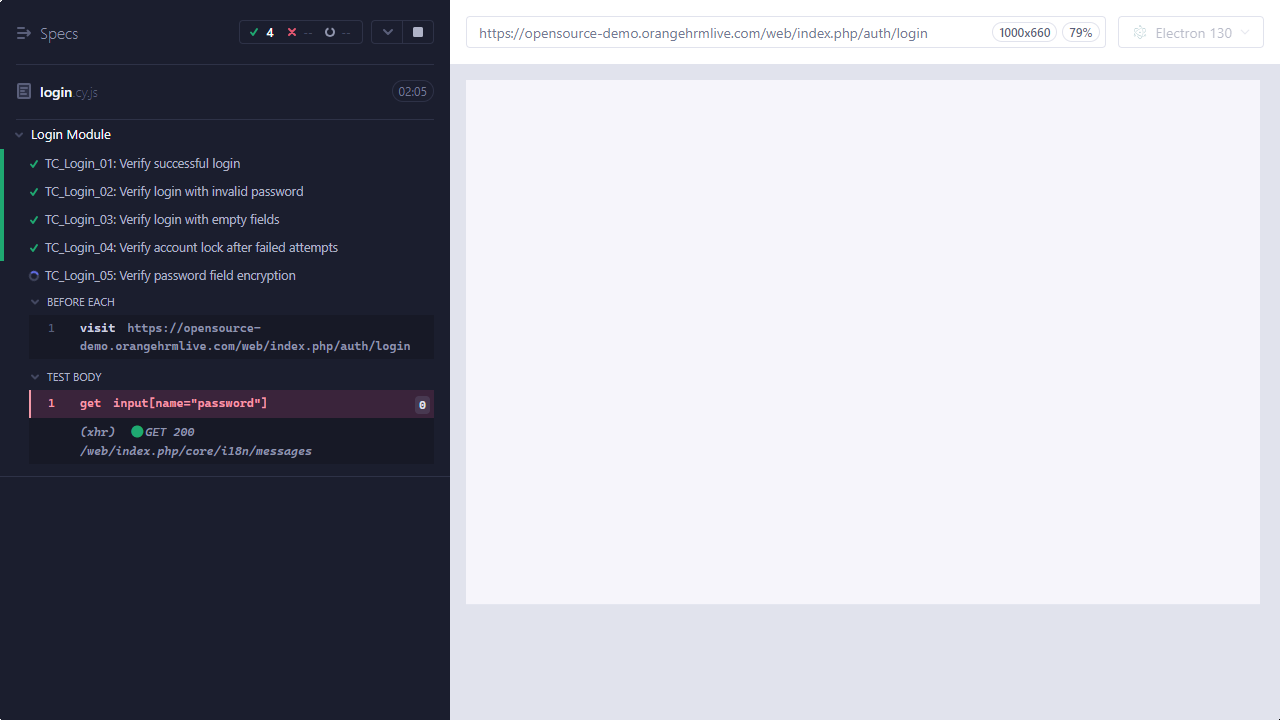 Specs
4 -- --
login.cy.js
02:05
Login Module
TC_Login_01: Verify successful login
TC_Login_02: Verify login with invalid password
TC_Login_03: Verify login with empty fields
TC_Login_04: Verify account lock after failed attempts
TC_Login_05: Verify password field encryption
BEFORE EACH
1 visit https://opensource-
demo.orangehrmlive.com/web/index.php/auth/login
TEST BODY
1 get input[name="password"] 0
(xhr) GET 200
/web/index.php/core/i18n/messages
https://opensource-demo.orangehrmlive.com/web/index.php/auth/login
1000x660
79%
Electron 130